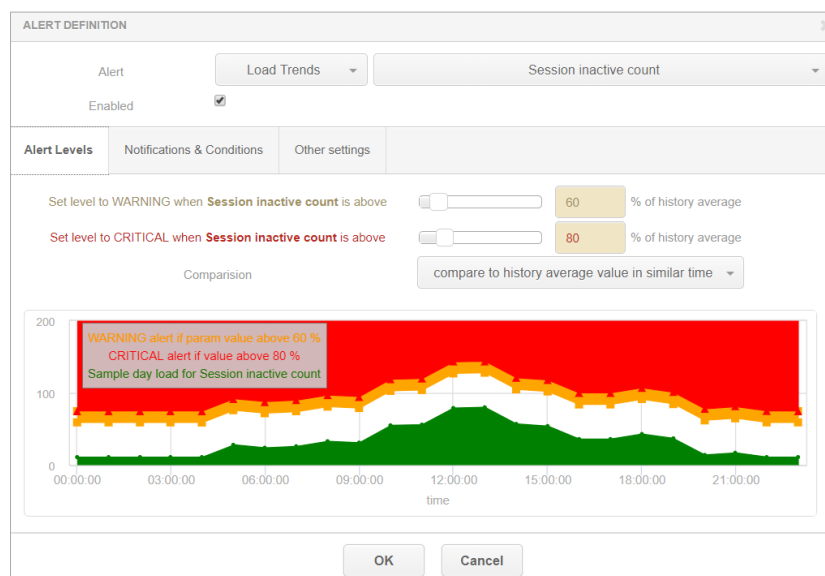 ALERT DEFINITION
Alert Load Trends Session inactive count
Enabled
Alert Levels Notifications & Conditions Other settings
Set level to WARNING when Session inactive count is above 60 % of history average
Set level to CRITICAL when Session inactive count is above 80 % of history average
Comparision compare to history average value in similar time
200
WARNING alert if param value above 60 %
CRITICAL alert if value above 80 %
Sample day load for Session inactive count
100
0
00:00:00 03:00:00 06:00:00 09:00:00 12:00:00 15:00:00 18:00:00 21:00:00
time
OK Cancel